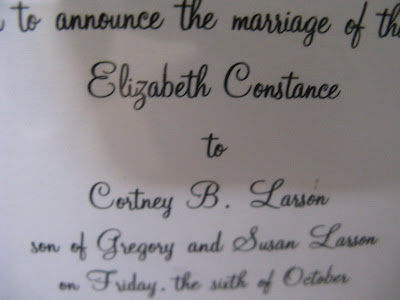 to announce the marriage of the
Elizabeth Constance
to
Cortney B. Larson
son of Gregory and Susan Larson
on Friday, the sixth of October